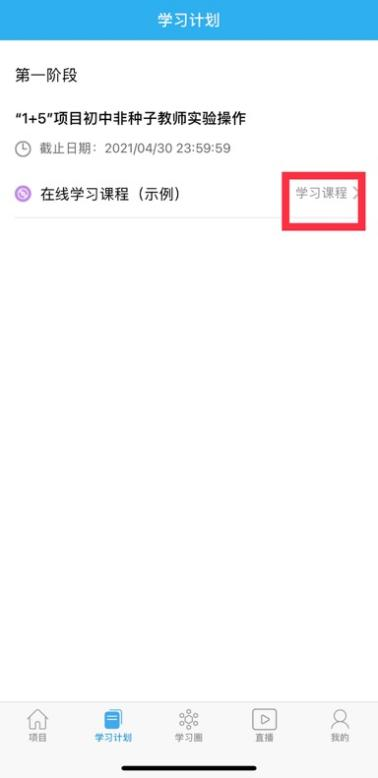 学习计划
第一阶段
“1+5”项目初中非种子教师实验操作
截止日期：2021/04/30 23:59:59
在线学习课程（示例） 学习课程
项目 学习计划 学习圈 直播 我的